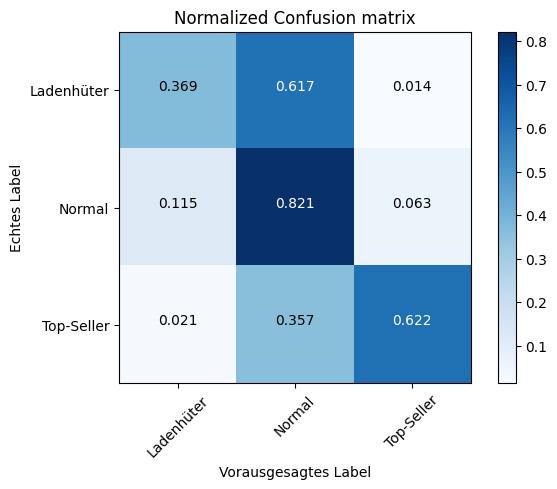 Normalized Confusion matrix
Echtes Label
Ladenhüter 0.369 0.617 0.014
Normal 0.115 0.821 0.063
Top-Seller 0.021 0.357 0.622
Ladenhüter Normal Top-Seller
Vorausgesagtes Label
0.8
0.7
0.6
0.5
0.4
0.3
0.2
0.1